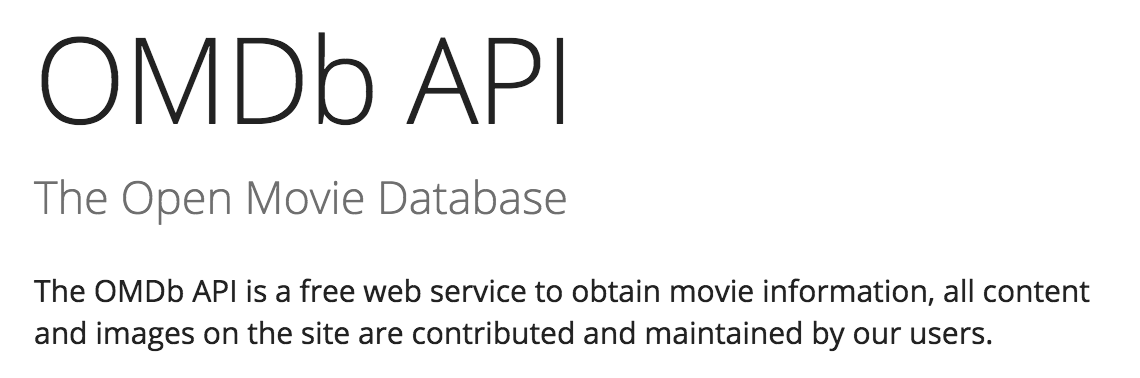 OMDb API
The Open Movie Database
The OMDb API is a free web service to obtain movie information, all content
and images on the site are contributed and maintained by our users.